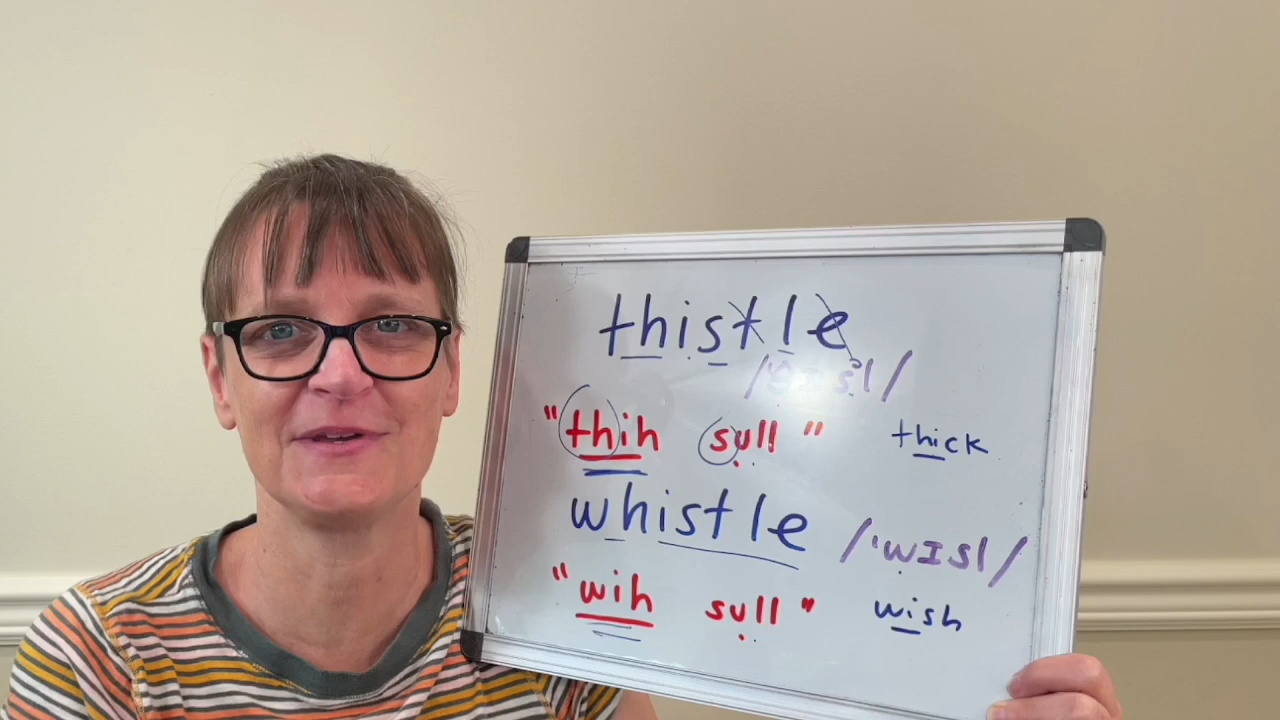 thistle
/ˈθɪsl/
"thih sull" thick
whistle /ˈwɪsl/
"wih sull" wish